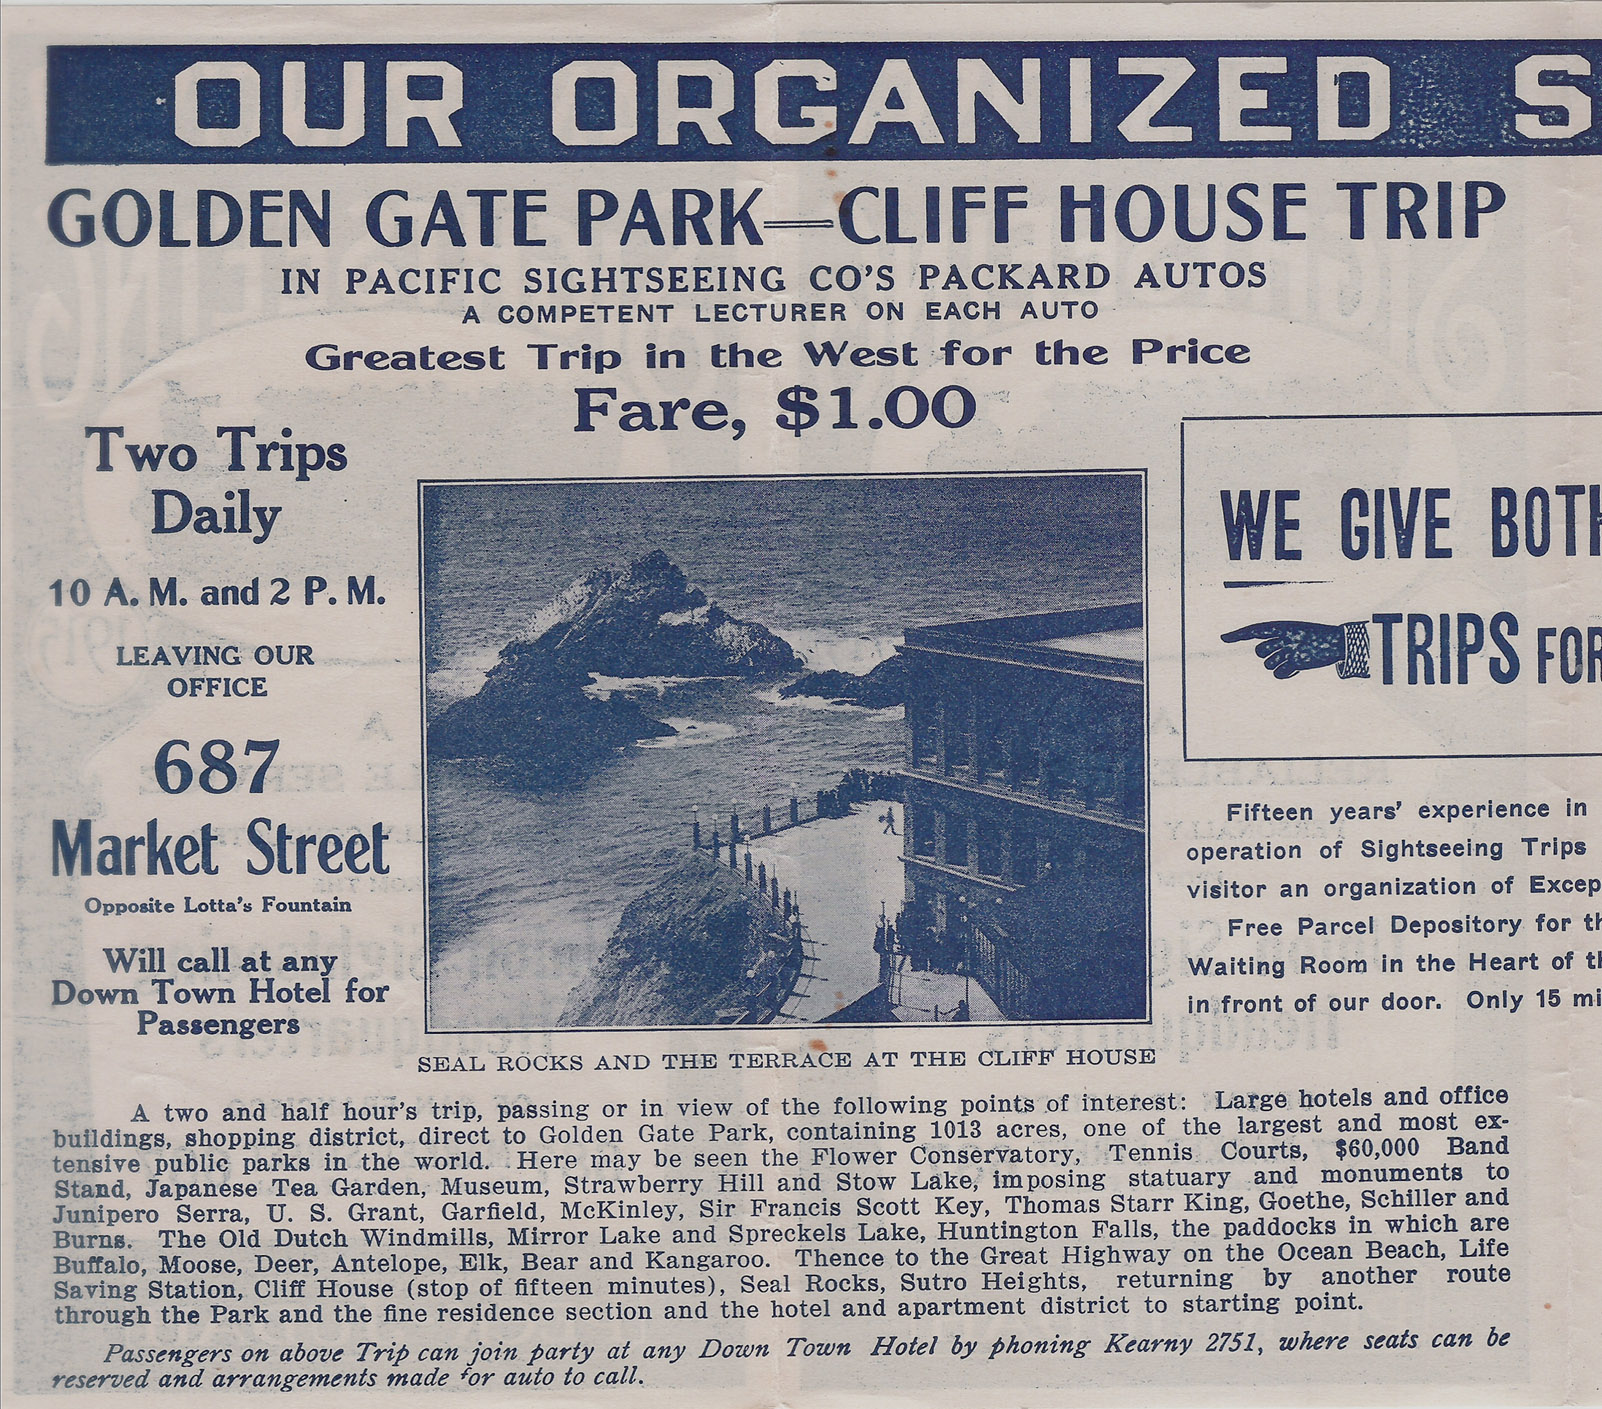 OUR ORGANIZED S
GOLDEN GATE PARK—CLIFF HOUSE TRIP
IN PACIFIC SIGHTSEEING CO'S PACKARD AUTOS
A COMPETENT LECTURER ON EACH AUTO
Greatest Trip in the West for the Price
Fare, $1.00
Two Trips
Daily
10 A. M. and 2 P. M.
LEAVING OUR
OFFICE
687
Market Street
Opposite Lotta's Fountain
Will call at any
Down Town Hotel for
Passengers
SEAL ROCKS AND THE TERRACE AT THE CLIFF HOUSE
WE GIVE BOTH
TRIPS FOR
Fifteen years' experience in
operation of Sightseeing Trips
visitor an organization of Excep
Free Parcel Depository for th
Waiting Room in the Heart of th
in front of our door. Only 15 mi
A two and half hour's trip, passing or in view of the following points of interest: Large hotels and office
buildings, shopping district, direct to Golden Gate Park, containing 1013 acres, one of the largest and most ex-
tensive public parks in the world. Here may be seen the Flower Conservatory, Tennis Courts, $60,000 Band
Stand, Japanese Tea Garden, Museum, Strawberry Hill and Stow Lake, imposing statuary and monuments to
Junipero Serra, U. S. Grant, Garfield, McKinley, Sir Francis Scott Key, Thomas Starr King, Goethe, Schiller and
Burns. The Old Dutch Windmills, Mirror Lake and Spreckels Lake, Huntington Falls, the paddocks in which are
Buffalo, Moose, Deer, Antelope, Elk, Bear and Kangaroo. Thence to the Great Highway on the Ocean Beach, Life
Saving Station, Cliff House (stop of fifteen minutes), Seal Rocks, Sutro Heights, returning by another route
through the Park and the fine residence section and the hotel and apartment district to starting point.
Passengers on above Trip can join party at any Down Town Hotel by phoning Kearny 2751, where seats can be
reserved and arrangements made for auto to call.